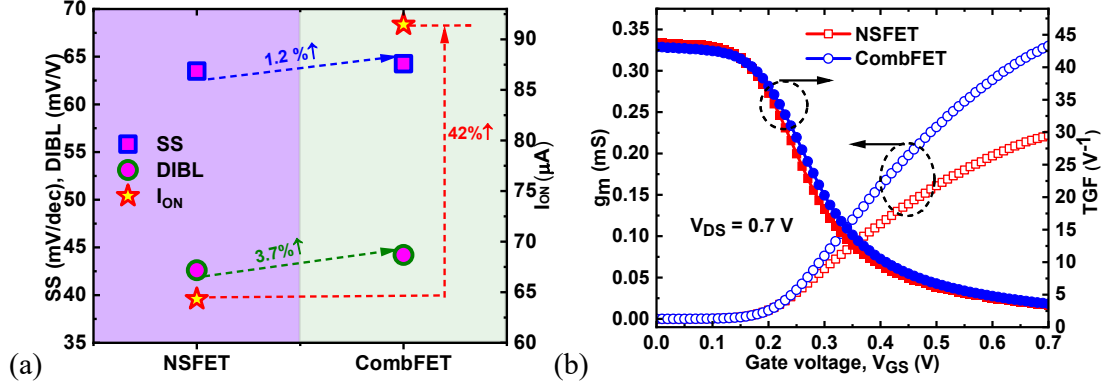 (a)
SS (mV/dec), DIBL (mV/V)
70
65
60
55
50
45
40
35
1.2 %↑
42%↑
SS
DIBL
I_ON
3.7%↑
NSFET
CombFET
90
85
80
75
70
65
60
I_ON (μA)
(b)
gm (mS)
0.35
0.30
0.25
0.20
0.15
0.10
0.05
0.00
NSFET
CombFET
V_DS = 0.7 V
0.0 0.1 0.2 0.3 0.4 0.5 0.6 0.7
Gate voltage, V_GS (V)
45
40
35
30
25
20
15
10
5
0
TGF (V⁻¹)